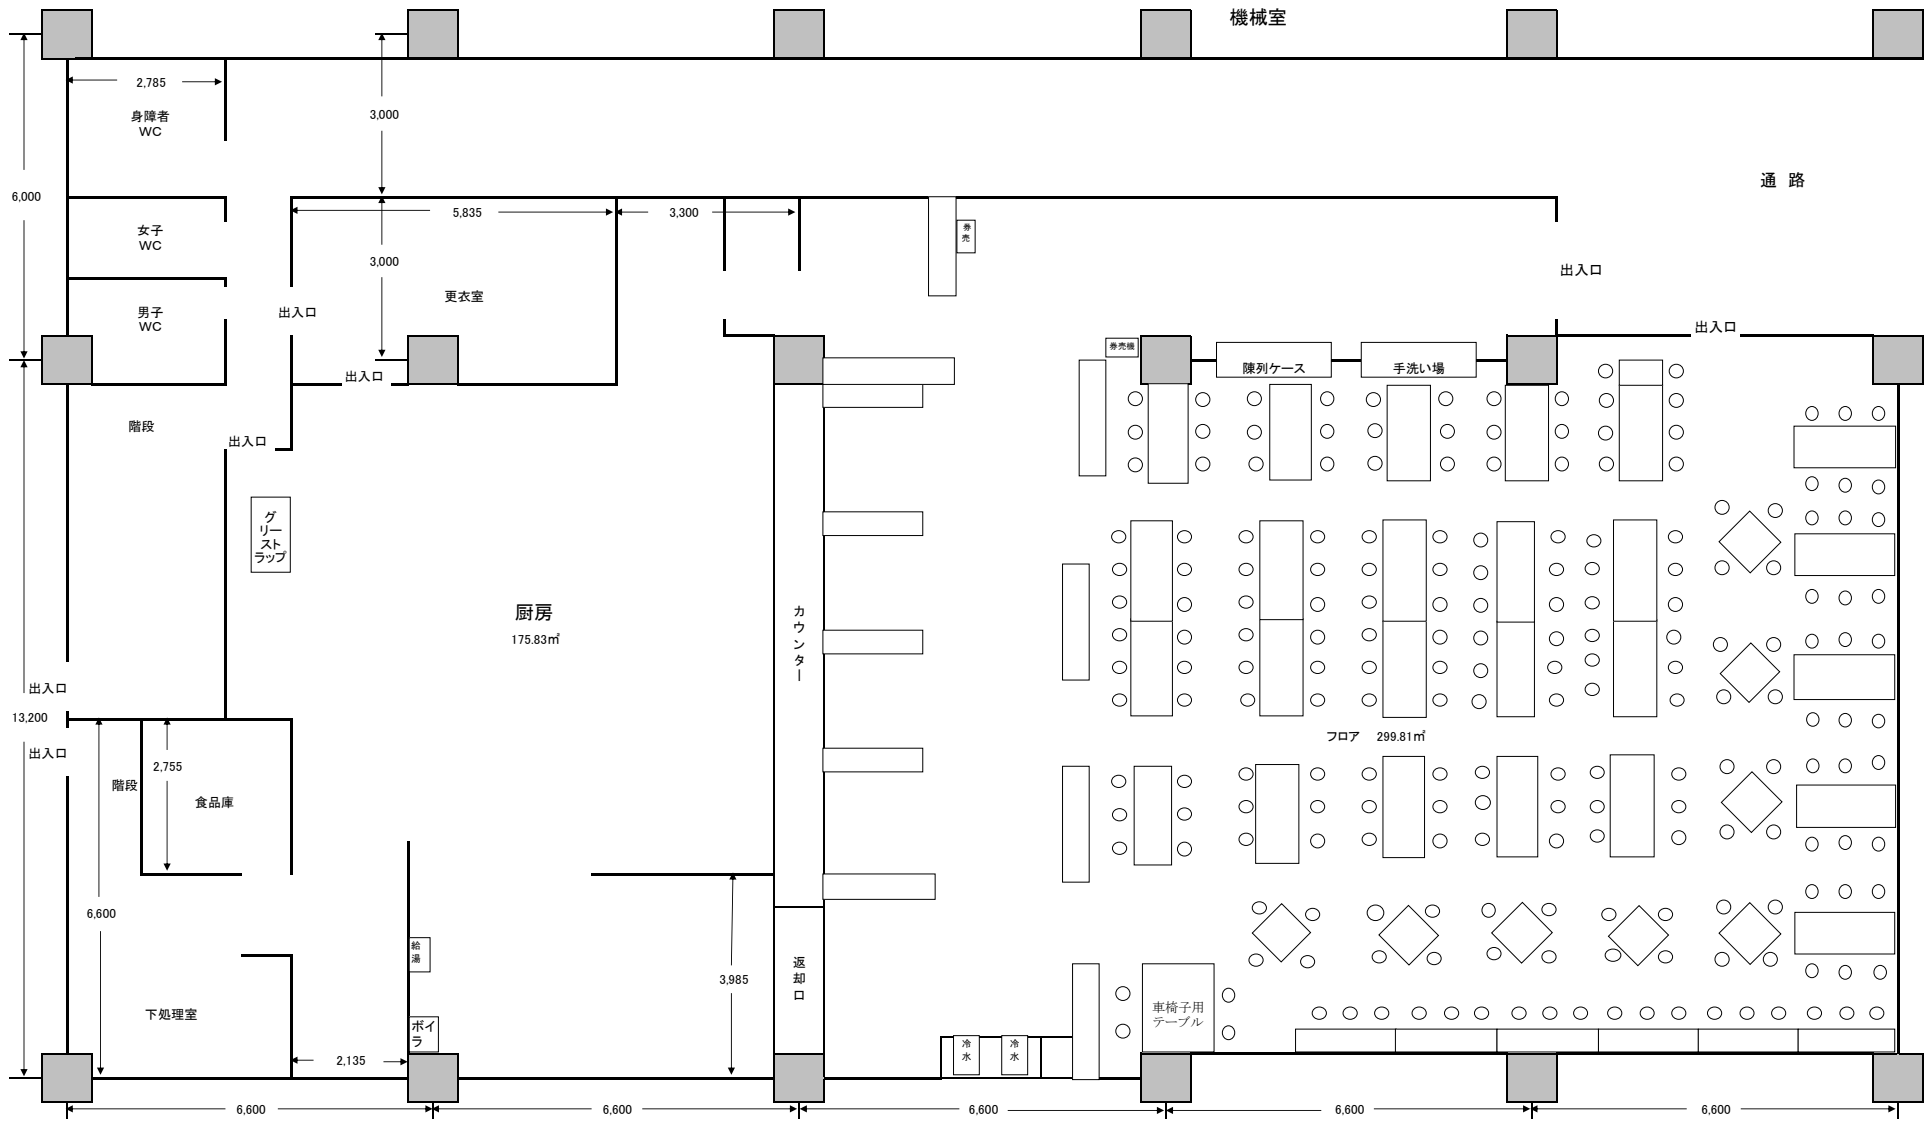 機械室
2,785
身障者
WC
3,000
6,000
通 路
5,835
3,300
女子
WC
券
売
3,000
出入口
更衣室
男子
WC
出入口
出入口
券売機
陳列ケース
手洗い場
出入口
階段
出入口
グ
リー
スト
ラップ
厨房
175.83㎡
カ
ウ
ン
タ
ー
出入口
13,200
出入口
フロア 299.81㎡
2,755
階段
食品庫
6,600
給
湯
3,985
返
却
口
下処理室
ボイ
ラ
車椅子用
テーブル
冷
水
冷
水
2,135
6,600
6,600
6,600
6,600
6,600